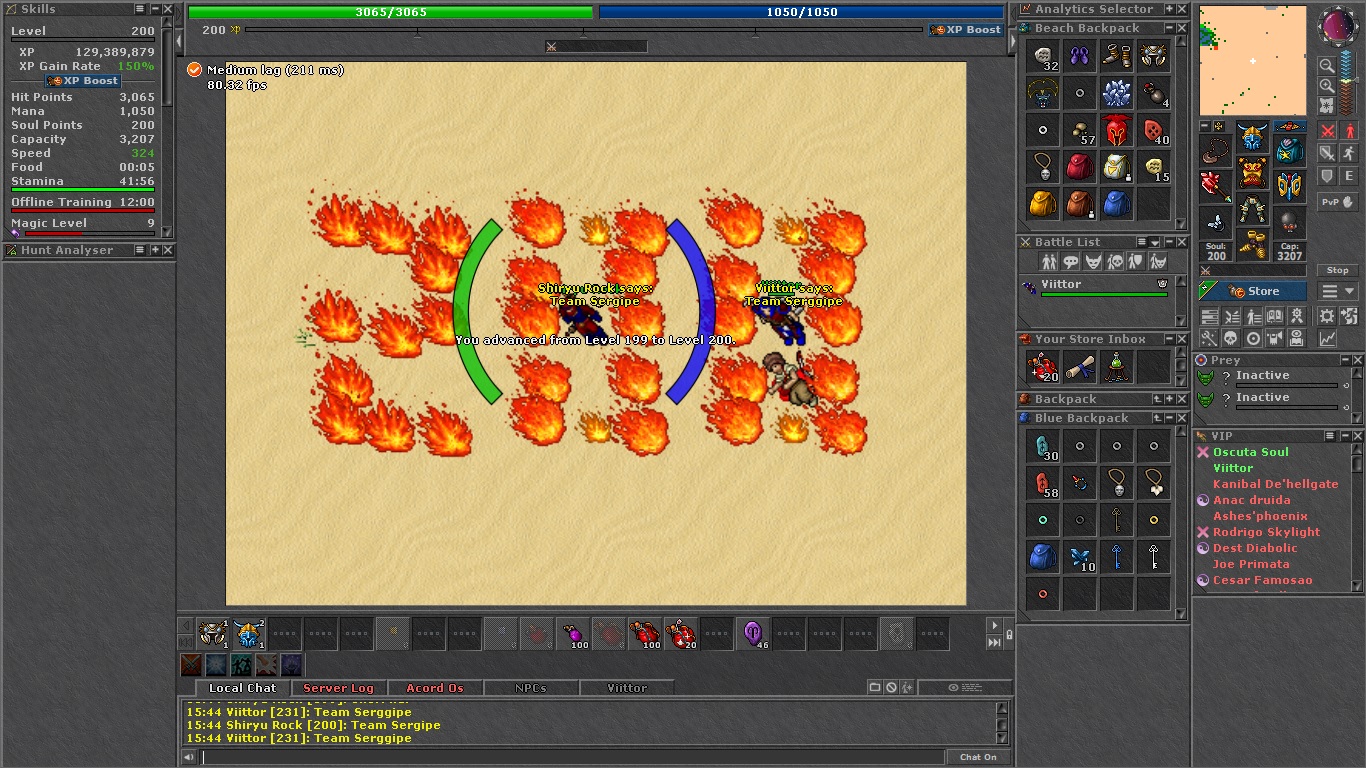 Skills
Level 200
XP 129,389,879
XP Gain Rate 150%
XP Boost
Hit Points 3,065
Mana 1,050
Soul Points 200
Capacity 3,207
Speed 324
Food 00:05
Stamina 41:56
Offline Training 12:00
Magic Level 9
Hunt Analyser
3065/3065
1050/1050
200 XP
XP Boost
Medium lag (211 ms)
80.32 fps
Shiryu Rock says:
Team Sergipe
Viittor says:
Team Serggipe
You advanced from Level 199 to Level 200.
1
1
2
1
100
100
20
46
Local Chat
Server Log
Acord Os
NPCs
Viittor
15:44 Viittor [231]: Team Serggipe
15:44 Shiryu Rock [200]: Team Sergipe
15:44 Viittor [231]: Team Serggipe
Chat On
Analytics Selector
Beach Backpack
32
4
57
40
15
Battle List
Viittor
Your Store Inbox
20
Backpack
Blue Backpack
30
58
10
Soul:
200
Cap:
3207
E
PvP
Stop
Store
Prey
? Inactive
? Inactive
VIP
Oscuta Soul
Viittor
Kanibal De'hellgate
Anac druida
Ashes'phoenix
Rodrigo Skylight
Dest Diabolic
Joe Primata
Cesar Famosao